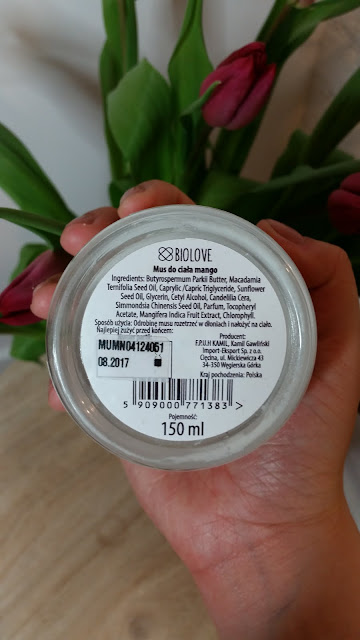 BIOLOVE
Mus do ciała mango
Ingredients: Butyrospermum Parkii Butter, Macadamia
Ternifolia Seed Oil, Caprylic /Capric Triglyceride, Sunflower
Seed Oil, Glycerin, Cetyl Alcohol, Candelilla Cera,
Simmondsia Chinensis Seed Oil, Parfum, Tocopheryl
Acetate, Mangifera Indica Fruit Extract, Chlorophyll.
Sposób użycia: Odrobinę musu rozetrzeć w dłoniach i nałożyć na ciało.
Najlepiej zużyć przed końcem:
MUMN04124061
08.2017
Producent:
F.P.U.H KAMIL, Kamil Gawliński
Import-Eksport Sp. z o.o.
Cięcina, ul. Mickiewicza 43
34-350 Węgierska Górka
Kraj pochodzenia: Polska
5 909000 771383 >
Pojemność:
150 ml